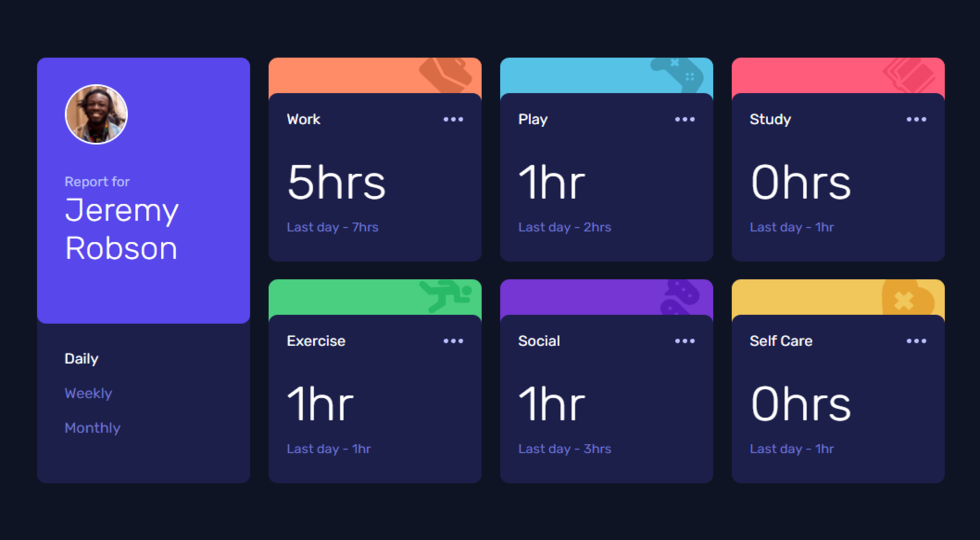 Report for
Jeremy
Robson
Daily
Weekly
Monthly
Work
5hrs
Last day - 7hrs
Play
1hr
Last day - 2hrs
Study
0hrs
Last day - 1hr
Exercise
1hr
Last day - 1hr
Social
1hr
Last day - 3hrs
Self Care
0hrs
Last day - 1hr